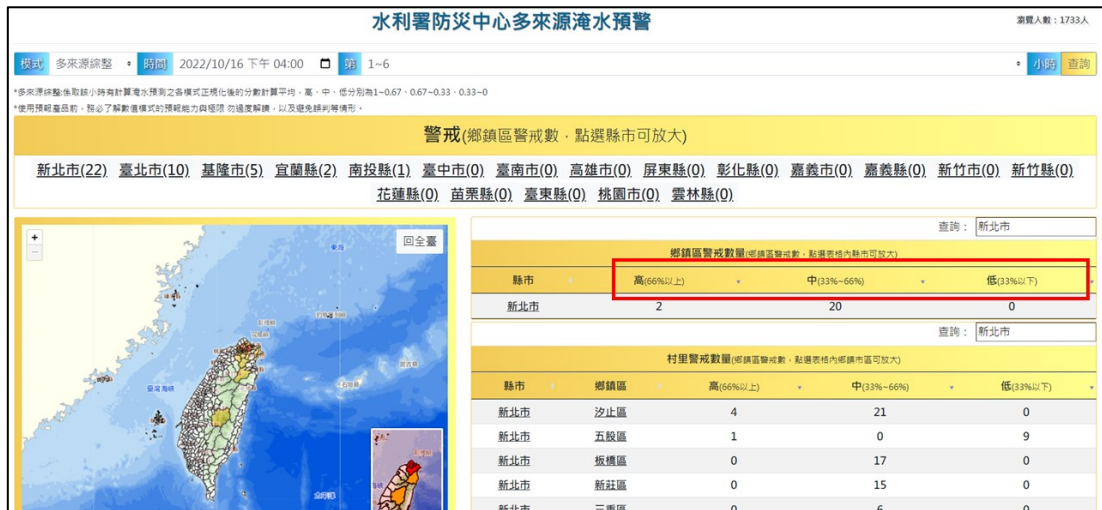 水利署防災中心多來源淹水預警
瀏覽人數：1733人
模式 多來源綜整 時間 2022/10/16 下午 04:00 第 1~6 小時 查詢
*多來源綜整:係取該小時有計算淹水預測之各模式正規化後的分數計算平均，高、中、低分別為1~0.67、0.67~0.33、0.33~0
*使用預報產品前，務必了解數值模式的預報能力與極限 勿過度解讀，以及避免誤判等情形。
警戒(鄉鎮區警戒數，點選縣市可放大)
新北市(22) 臺北市(10) 基隆市(5) 宜蘭縣(2) 南投縣(1) 臺中市(0) 臺南市(0) 高雄市(0) 屏東縣(0) 彰化縣(0) 嘉義市(0) 嘉義縣(0) 新竹市(0) 新竹縣(0)
花蓮縣(0) 苗栗縣(0) 臺東縣(0) 桃園市(0) 雲林縣(0)
+
−
回全臺
東海
臺灣海峽
查詢： 新北市
鄉鎮區警戒數量(鄉鎮區警戒數，點選表格內縣市可放大)
縣市 高(66%以上) 中(33%~66%) 低(33%以下)
新北市 2 20 0
查詢： 新北市
村里警戒數量(鄉鎮區警戒數，點選表格內鄉鎮市區可放大)
縣市 鄉鎮區 高(66%以上) 中(33%~66%) 低(33%以下)
新北市 汐止區 4 21 0
新北市 五股區 1 0 9
新北市 板橋區 0 17 0
新北市 新莊區 0 15 0
新北市 三重區 0 6 0